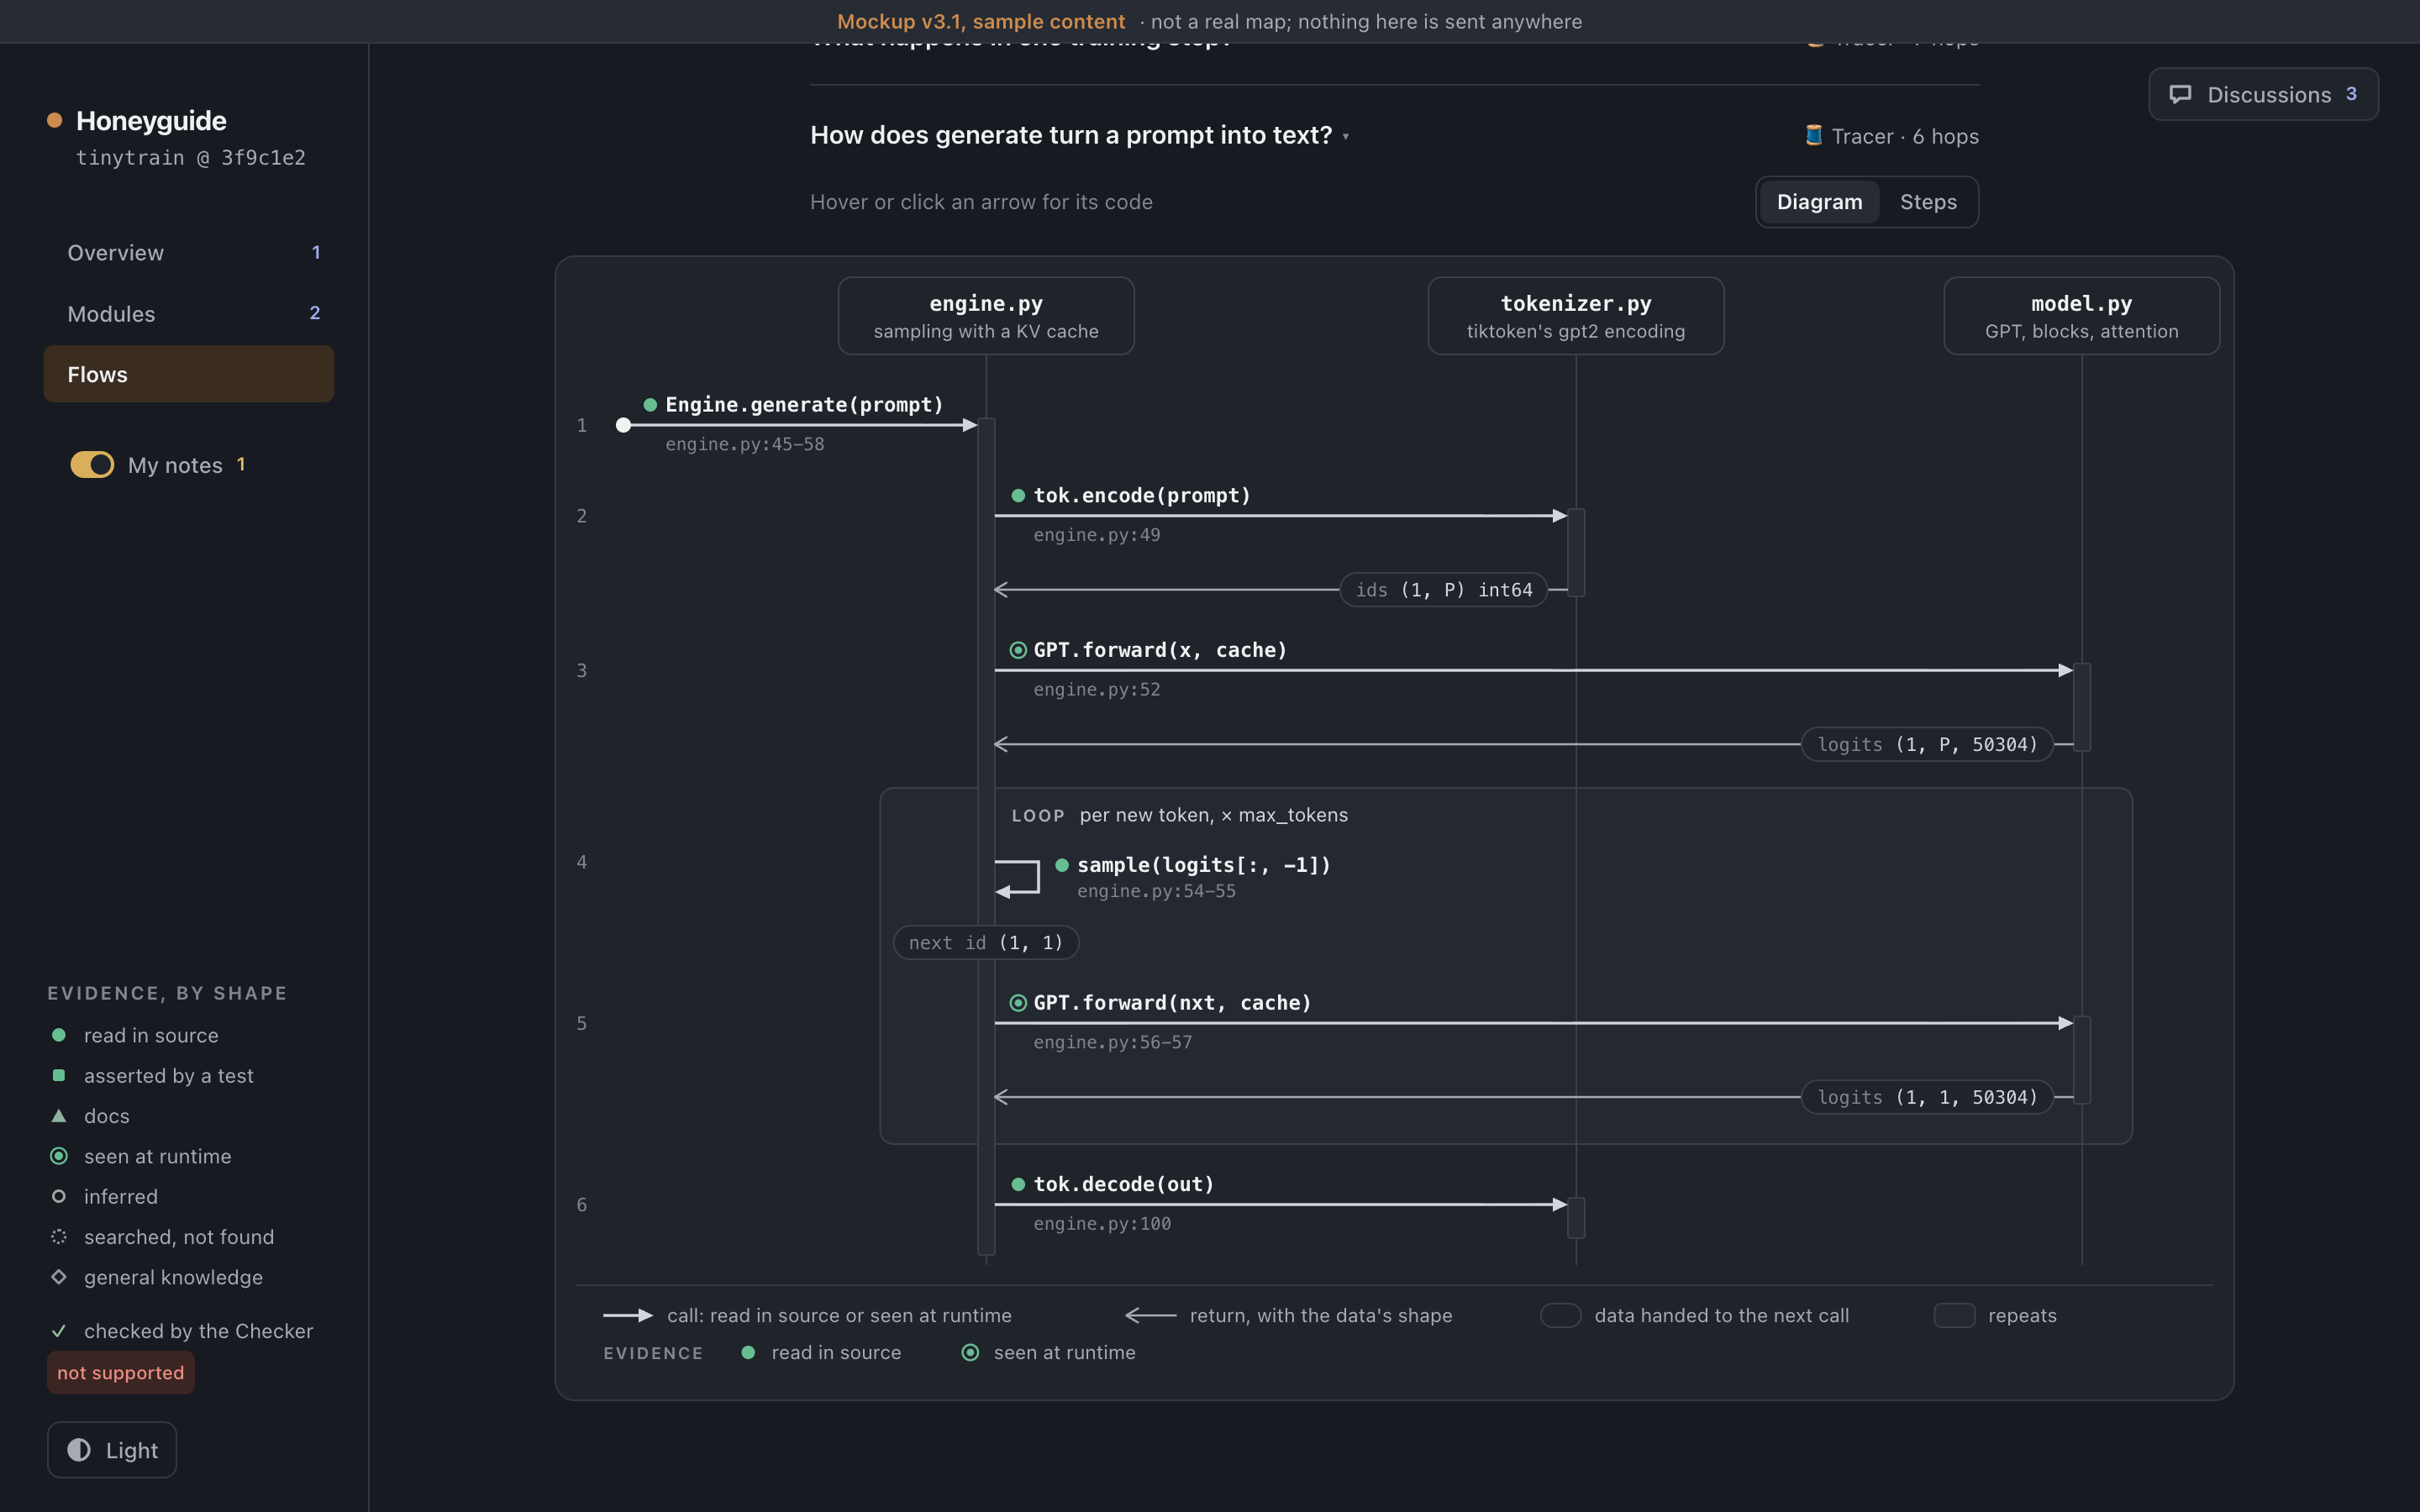 Mockup v3.1, sample content · not a real map; nothing here is sent anywhere
Honeyguide
tinytrain @ 3f9c1e2
Overview 1
Modules 2
Flows
My notes 1
EVIDENCE, BY SHAPE
read in source
asserted by a test
docs
seen at runtime
inferred
searched, not found
general knowledge
checked by the Checker
not supported
Light
Discussions 3
How does generate turn a prompt into text?
Tracer · 6 hops
Hover or click an arrow for its code
Diagram Steps
engine.py
sampling with a KV cache
tokenizer.py
tiktoken's gpt2 encoding
model.py
GPT, blocks, attention
1
Engine.generate(prompt)
engine.py:45–58
2
tok.encode(prompt)
engine.py:49
ids (1, P) int64
3
GPT.forward(x, cache)
engine.py:52
logits (1, P, 50304)
LOOP per new token, × max_tokens
4
sample(logits[:, −1])
engine.py:54–55
next id (1, 1)
5
GPT.forward(nxt, cache)
engine.py:56–57
logits (1, 1, 50304)
6
tok.decode(out)
engine.py:100
call: read in source or seen at runtime
return, with the data's shape
data handed to the next call
repeats
EVIDENCE read in source seen at runtime